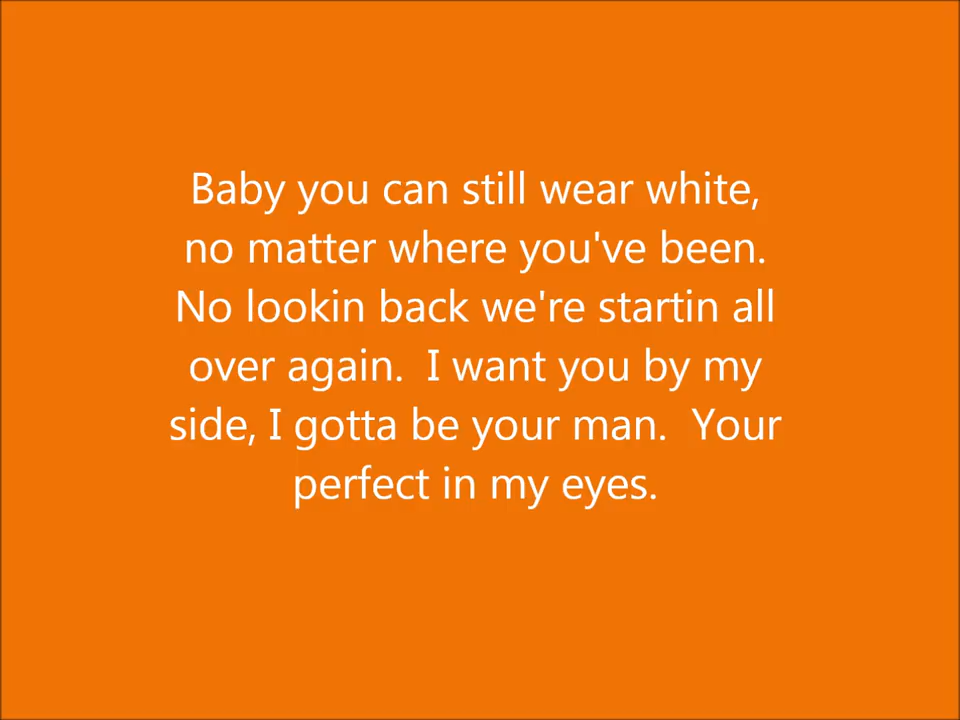 Baby you can still wear white,
no matter where you've been.
No lookin back we're startin all
over again.  I want you by my
side, I gotta be your man.  Your
perfect in my eyes.